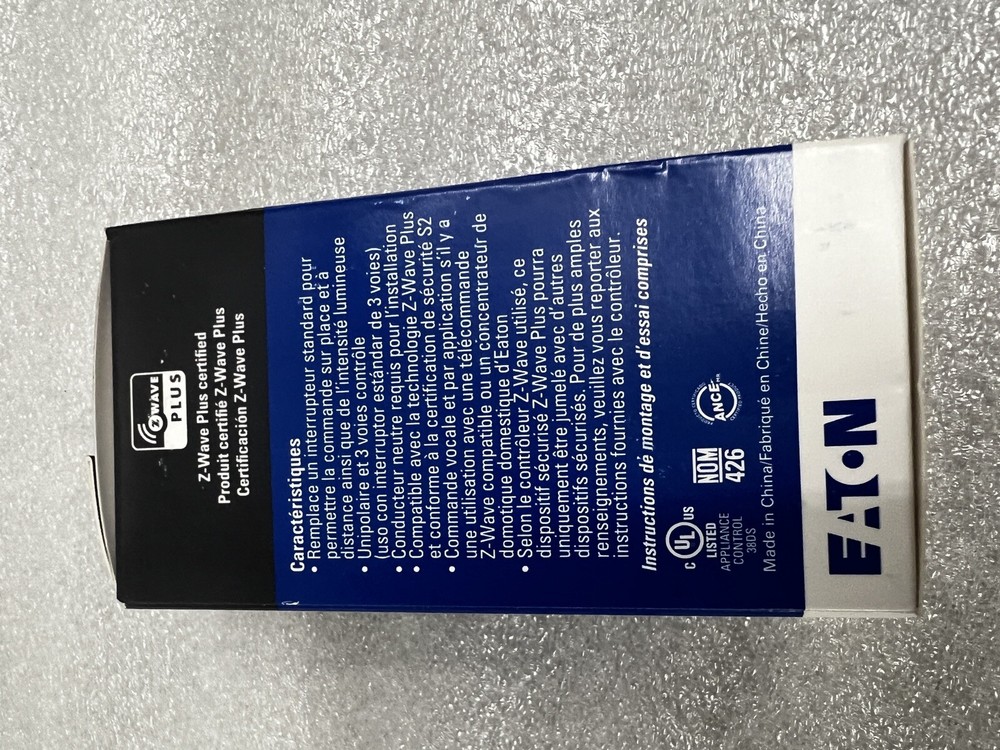 Z WAVE
PLUS
Z-Wave Plus certified
Produit certifié Z-Wave Plus
Certificación Z-Wave Plus
Caractéristiques
• Remplace un interrupteur standard pour
permettre la commande sur place et à
distance ainsi que de l'intensité lumineuse
• Unipolaire et 3 voies contrôle
(uso con interruptor estándar de 3 voies)
• Conducteur neutre requis pour l'installation
• Compatible avec la technologie Z-Wave Plus
et conforme à la certification de sécurité S2
• Commande vocale et par application s'il y a
une utilisation avec une télécommande
Z-Wave compatible ou un concentrateur de
domotique domestique d'Eaton
• Selon le contrôleur Z-Wave utilisé, ce
dispositif sécurisé Z-Wave Plus pourra
uniquement être jumelé avec d'autres
dispositifs sécurisés. Pour de plus amples
renseignements, veuillez vous reporter aux
instructions fournies avec le contrôleur.
Instructions de montage et d'essai comprises
C UL US
LISTED
APPLIANCE
CONTROL
38DS
NOM
426
ANCE
Made in China/Fabriqué en Chine/Hecho en China
EATON